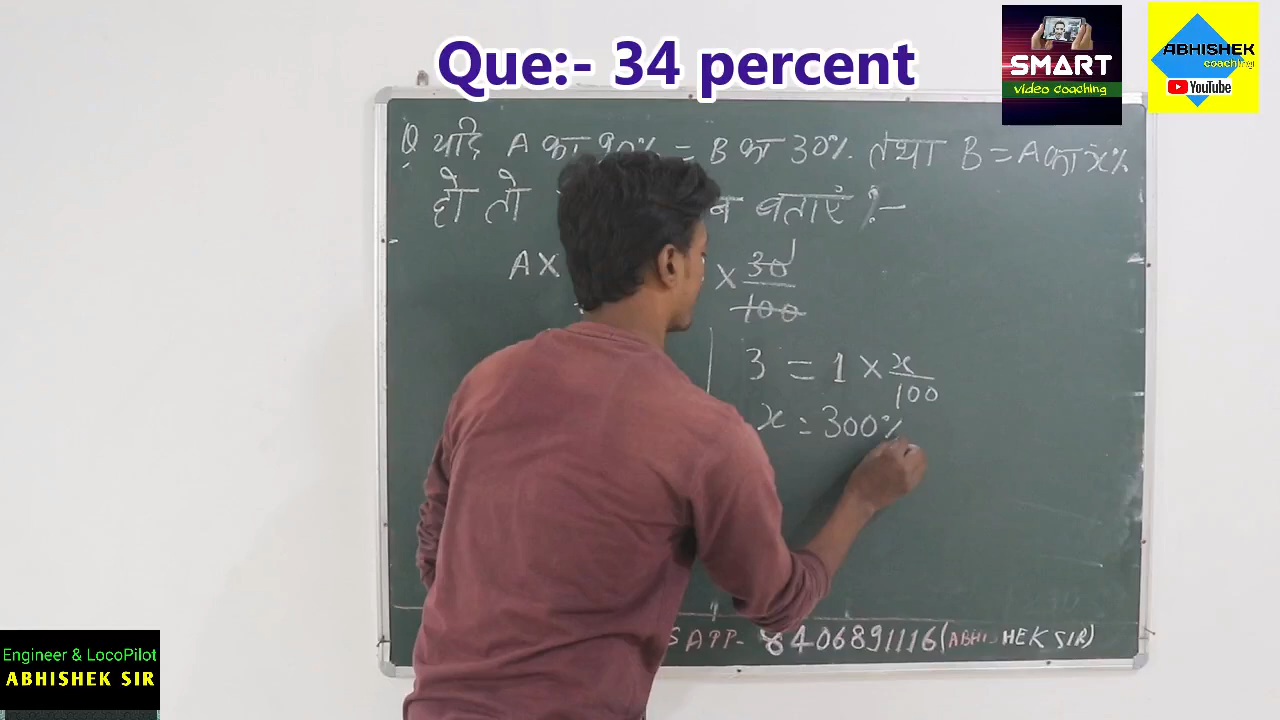 Que:- 34 percent
SMART
Video coaching
ABHISHEK
coaching
YouTube
Q यदि A का 90% = B का 30% तथा B = A का x%
हो तो बताएं :-
A ×
× 30/100
3 = 1 × x/100
x = 300%
APP- 8406891116 (ABHISHEK SIR)
Engineer & LocoPilot
ABHISHEK SIR